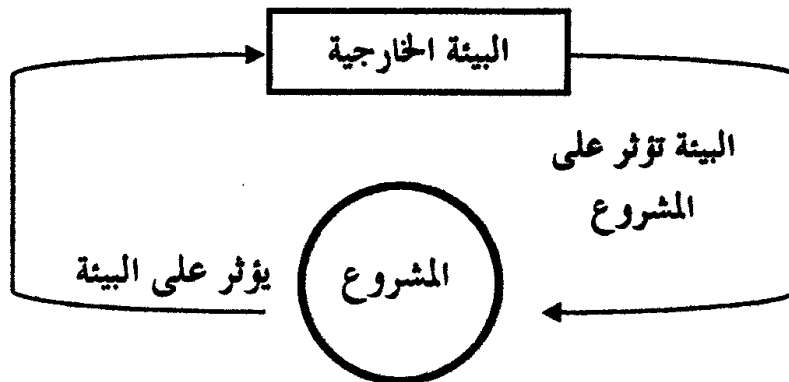 البيئة الخارجية
البيئة تؤثر على
المشروع
المشروع
يؤثر على البيئة